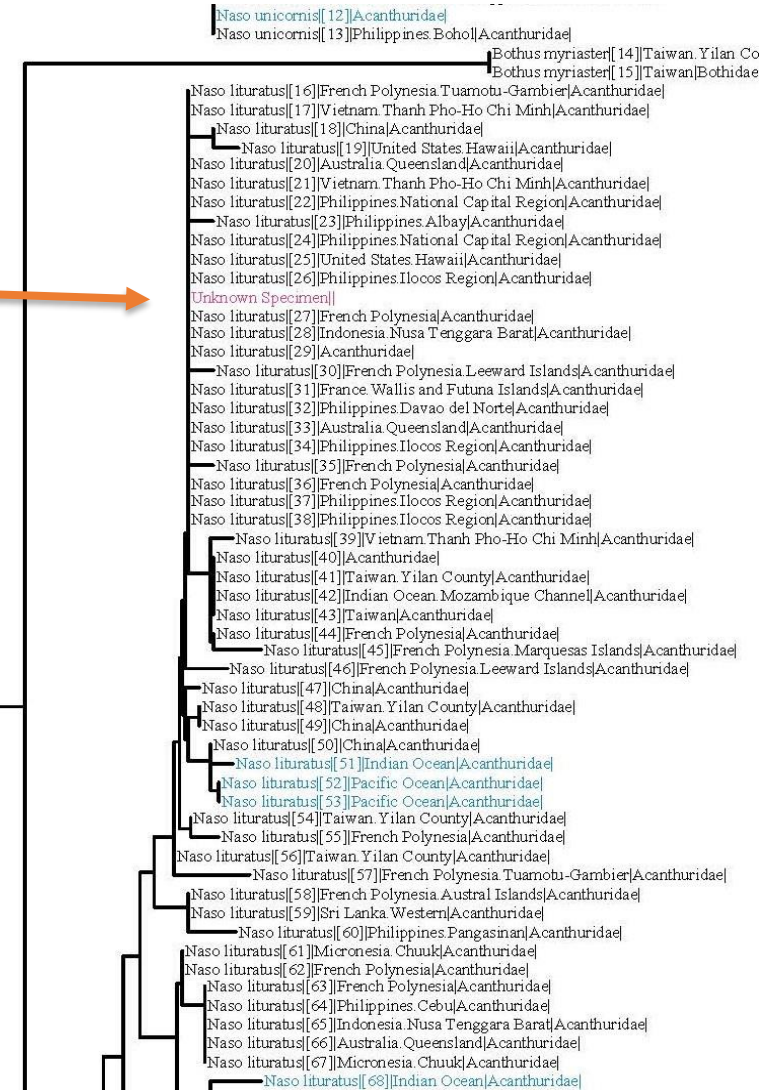 Naso unicornis|[12]|Acanthuridae|
Naso unicornis|[13]|Philippines.Bohol|Acanthuridae|
Bothus myriaster|[14]|Taiwan.Yilan Co
Bothus myriaster|[15]|Taiwan|Bothidae
Naso lituratus|[16]|French Polynesia.Tuamotu-Gambier|Acanthuridae|
Naso lituratus|[17]|Vietnam.Thanh Pho-Ho Chi Minh|Acanthuridae|
Naso lituratus|[18]|China|Acanthuridae|
Naso lituratus|[19]|United States.Hawaii|Acanthuridae|
Naso lituratus|[20]|Australia.Queensland|Acanthuridae|
Naso lituratus|[21]|Vietnam.Thanh Pho-Ho Chi Minh|Acanthuridae|
Naso lituratus|[22]|Philippines.National Capital Region|Acanthuridae|
Naso lituratus|[23]|Philippines.Albay|Acanthuridae|
Naso lituratus|[24]|Philippines.National Capital Region|Acanthuridae|
Naso lituratus|[25]|United States.Hawaii|Acanthuridae|
Naso lituratus|[26]|Philippines.Ilocos Region|Acanthuridae|
Unknown Specimen||
Naso lituratus|[27]|French Polynesia|Acanthuridae|
Naso lituratus|[28]|Indonesia.Nusa Tenggara Barat|Acanthuridae|
Naso lituratus|[29]|Acanthuridae|
Naso lituratus|[30]|French Polynesia.Leeward Islands|Acanthuridae|
Naso lituratus|[31]|France.Wallis and Futuna Islands|Acanthuridae|
Naso lituratus|[32]|Philippines.Davao del Norte|Acanthuridae|
Naso lituratus|[33]|Australia.Queensland|Acanthuridae|
Naso lituratus|[34]|Philippines.Ilocos Region|Acanthuridae|
Naso lituratus|[35]|French Polynesia|Acanthuridae|
Naso lituratus|[36]|French Polynesia|Acanthuridae|
Naso lituratus|[37]|Philippines.Ilocos Region|Acanthuridae|
Naso lituratus|[38]|Philippines.Ilocos Region|Acanthuridae|
Naso lituratus|[39]|Vietnam.Thanh Pho-Ho Chi Minh|Acanthuridae|
Naso lituratus|[40]|Acanthuridae|
Naso lituratus|[41]|Taiwan.Yilan County|Acanthuridae|
Naso lituratus|[42]|Indian Ocean.Mozambique Channel|Acanthuridae|
Naso lituratus|[43]|Taiwan|Acanthuridae|
Naso lituratus|[44]|French Polynesia|Acanthuridae|
Naso lituratus|[45]|French Polynesia.Marquesas Islands|Acanthuridae|
Naso lituratus|[46]|French Polynesia.Leeward Islands|Acanthuridae|
Naso lituratus|[47]|China|Acanthuridae|
Naso lituratus|[48]|Taiwan.Yilan County|Acanthuridae|
Naso lituratus|[49]|China|Acanthuridae|
Naso lituratus|[50]|China|Acanthuridae|
Naso lituratus|[51]|Indian Ocean|Acanthuridae|
Naso lituratus|[52]|Pacific Ocean|Acanthuridae|
Naso lituratus|[53]|Pacific Ocean|Acanthuridae|
Naso lituratus|[54]|Taiwan.Yilan County|Acanthuridae|
Naso lituratus|[55]|French Polynesia|Acanthuridae|
Naso lituratus|[56]|Taiwan.Yilan County|Acanthuridae|
Naso lituratus|[57]|French Polynesia.Tuamotu-Gambier|Acanthuridae|
Naso lituratus|[58]|French Polynesia.Austral Islands|Acanthuridae|
Naso lituratus|[59]|Sri Lanka.Western|Acanthuridae|
Naso lituratus|[60]|Philippines.Pangasinan|Acanthuridae|
Naso lituratus|[61]|Micronesia.Chuuk|Acanthuridae|
Naso lituratus|[62]|French Polynesia|Acanthuridae|
Naso lituratus|[63]|French Polynesia|Acanthuridae|
Naso lituratus|[64]|Philippines.Cebu|Acanthuridae|
Naso lituratus|[65]|Indonesia.Nusa Tenggara Barat|Acanthuridae|
Naso lituratus|[66]|Australia.Queensland|Acanthuridae|
Naso lituratus|[67]|Micronesia.Chuuk|Acanthuridae|
Naso lituratus|[68]|Indian Ocean|Acanthuridae|